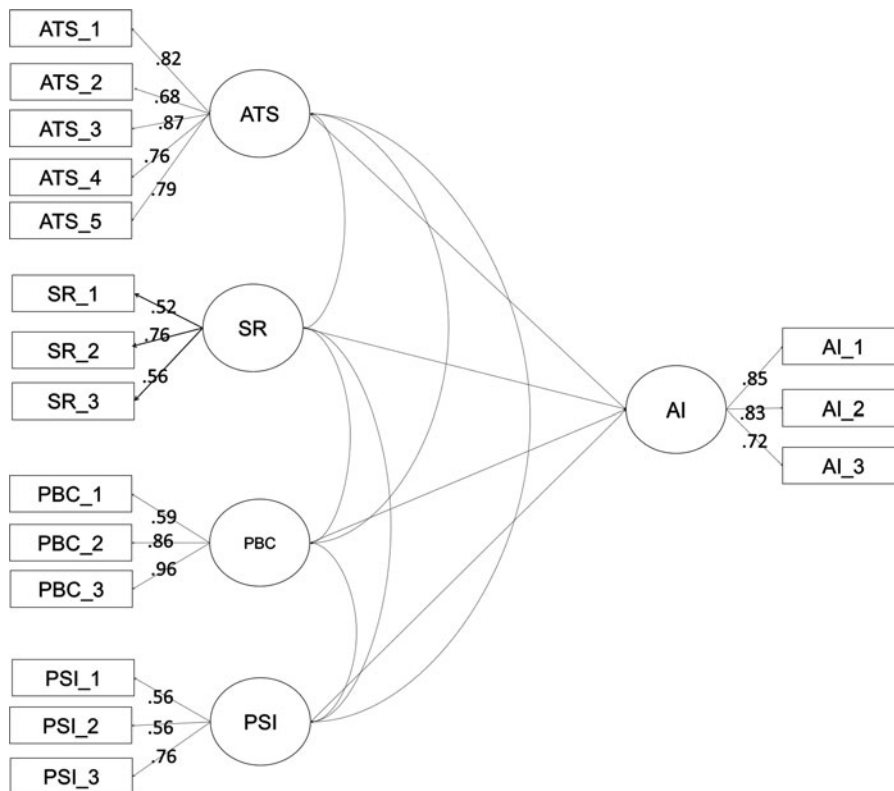 ATS_1
.82
ATS_2
.68
ATS_3
.87
ATS_4
.76
ATS_5
.79
ATS
SR_1
.52
SR_2
.76
SR_3
.56
SR
PBC_1
.59
PBC_2
.86
PBC_3
.96
PBC
PSI_1
.56
PSI_2
.56
PSI_3
.76
PSI
AI
AI_1
.85
AI_2
.83
AI_3
.72